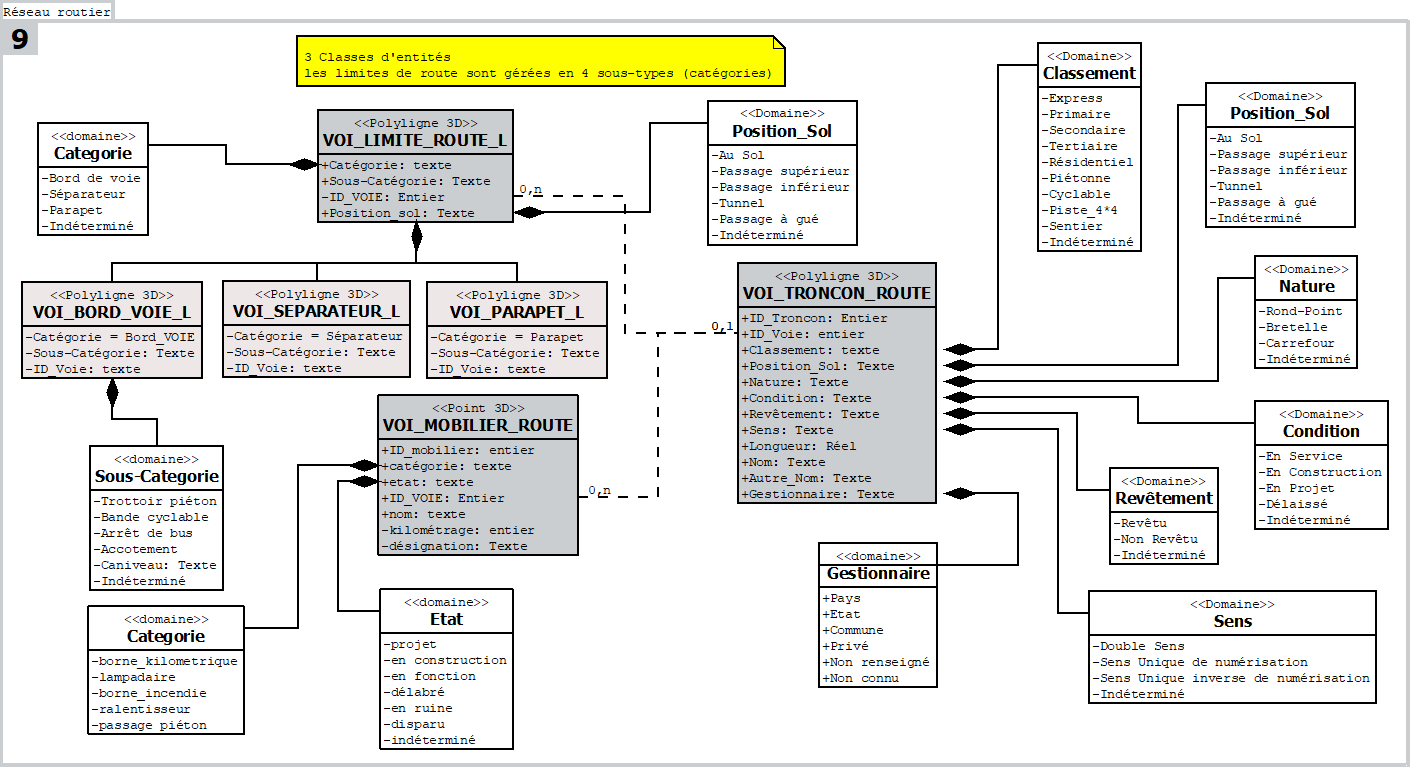 Réseau routier
9
3 Classes d'entités
les limites de route sont gérées en 4 sous-types (catégories)
<<domaine>>
Categorie
-Bord de voie
-Séparateur
-Parapet
-Indéterminé
<<Polyligne 3D>>
VOI_LIMITE_ROUTE_L
+Catégorie: texte
+Sous-Catégorie: Texte
-ID_VOIE: Entier
+Position_sol: Texte
0,n
<<Domaine>>
Position_Sol
-Au Sol
-Passage supérieur
-Passage inférieur
-Tunnel
-Passage à gué
-Indéterminé
<<Domaine>>
Classement
-Express
-Primaire
-Secondaire
-Tertiaire
-Résidentiel
-Piétonne
-Cyclable
-Piste_4*4
-Sentier
-Indéterminé
<<Domaine>>
Position_Sol
-Au Sol
-Passage supérieur
-Passage inférieur
-Tunnel
-Passage à gué
-Indéterminé
<<Polyligne 3D>>
VOI_BORD_VOIE_L
-Catégorie = Bord_VOIE
-Sous-Catégorie: Texte
-ID_Voie: texte
<<Polyligne 3D>>
VOI_SEPARATEUR_L
-Catégorie = Séparateur
-Sous-Catégorie: Texte
-ID_Voie: texte
<<Polyligne 3D>>
VOI_PARAPET_L
-Catégorie = Parapet
-Sous-Catégorie: Texte
-ID_Voie: texte
0,1
<<Polyligne 3D>>
VOI_TRONCON_ROUTE
+ID_Troncon: Entier
+ID_Voie: entier
+Classement: texte
+Position_Sol: Texte
+Nature: Texte
+Condition: Texte
+Revêtement: Texte
+Sens: Texte
+Longueur: Réel
+Nom: Texte
+Autre_Nom: Texte
+Gestionnaire: Texte
<<Domaine>>
Nature
-Rond-Point
-Bretelle
-Carrefour
-Indéterminé
<<Domaine>>
Condition
-En Service
-En Construction
-En Projet
-Délaissé
-Indéterminé
<<Domaine>>
Revêtement
-Revêtu
-Non Revêtu
-Indéterminé
<<domaine>>
Sous-Categorie
-Trottoir piéton
-Bande cyclable
-Arrêt de bus
-Accotement
-Caniveau: Texte
-Indéterminé
<<Point 3D>>
VOI_MOBILIER_ROUTE
+ID_mobilier: entier
+catégorie: texte
+etat: texte
+ID_VOIE: Entier
+nom: texte
-kilométrage: entier
-désignation: Texte
0,n
<<domaine>>
Categorie
-borne_kilometrique
-lampadaire
-borne_incendie
-ralentisseur
-passage piéton
<<domaine>>
Etat
-projet
-en construction
-en fonction
-délabré
-en ruine
-disparu
-indéterminé
<<domaine>>
Gestionnaire
+Pays
+Etat
+Commune
+Privé
+Non renseigné
+Non connu
<<Domaine>>
Sens
-Double Sens
-Sens Unique de numérisation
-Sens Unique inverse de numérisation
-Indéterminé